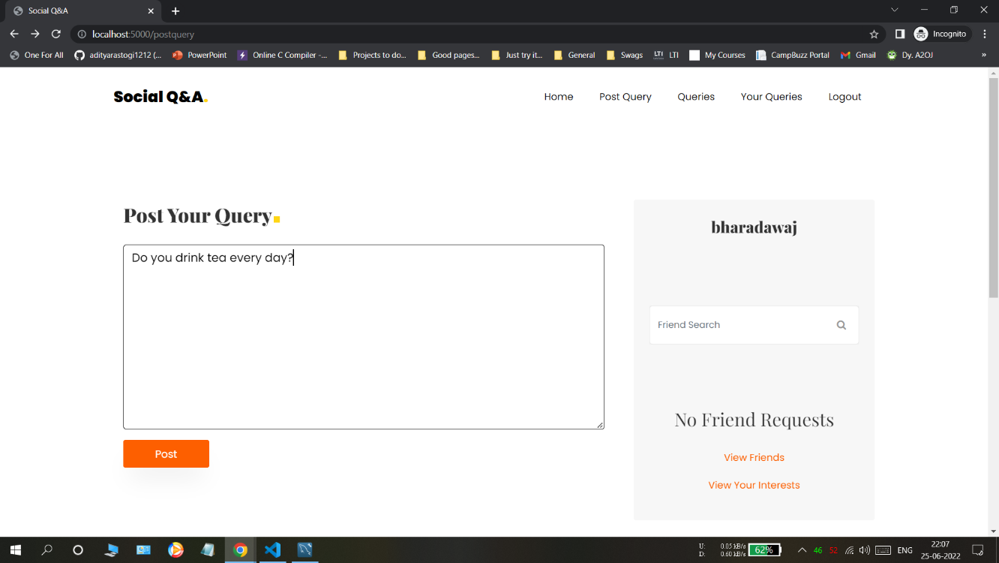 Social Q&A
localhost:5000/postquery
Incognito
One For All
adityarastogi1212 (...
PowerPoint
Online C Compiler -...
Projects to do...
Good pages...
Just try it...
General
Swags
LTI
LTI
My Courses
CampBuzz Portal
Gmail
Dy. A2OJ
»
Social Q&A.
Home
Post Query
Queries
Your Queries
Logout
Post Your Query.
Do you drink tea every day?
Post
bharadawaj
Friend Search
No Friend Requests
View Friends
View Your Interests
U: 0.05 kB/s
D: 0.60 kB/s
62%
46
52
ENG
22:07
25-06-2022